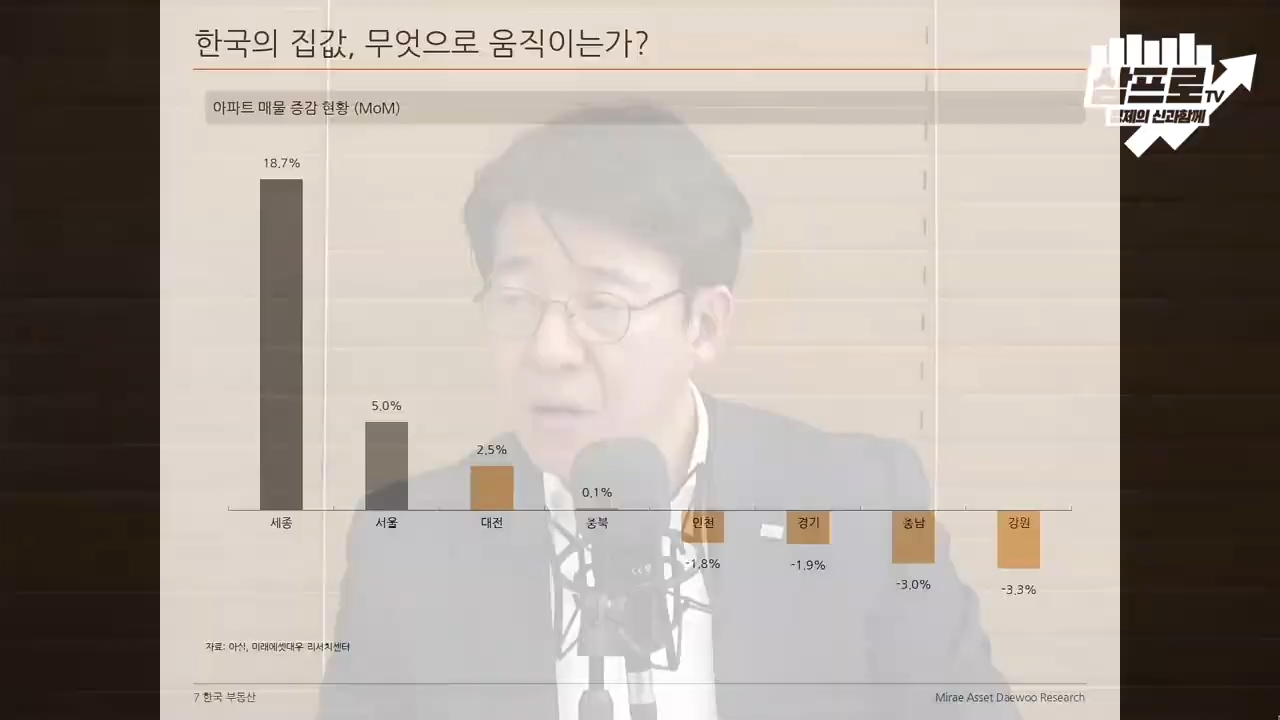 한국의 집값, 무엇으로 움직이는가?
삼프로TV
경제의 신과함께
아파트 매물 증감 현황 (MoM)
18.7%
5.0%
2.5%
0.1%
세종
서울
대전
충북
인천
경기
충남
강원
-1.8%
-1.9%
-3.0%
-3.3%
자료: 아실, 미래에셋대우 리서치센터
7 한국 부동산
Mirae Asset Daewoo Research